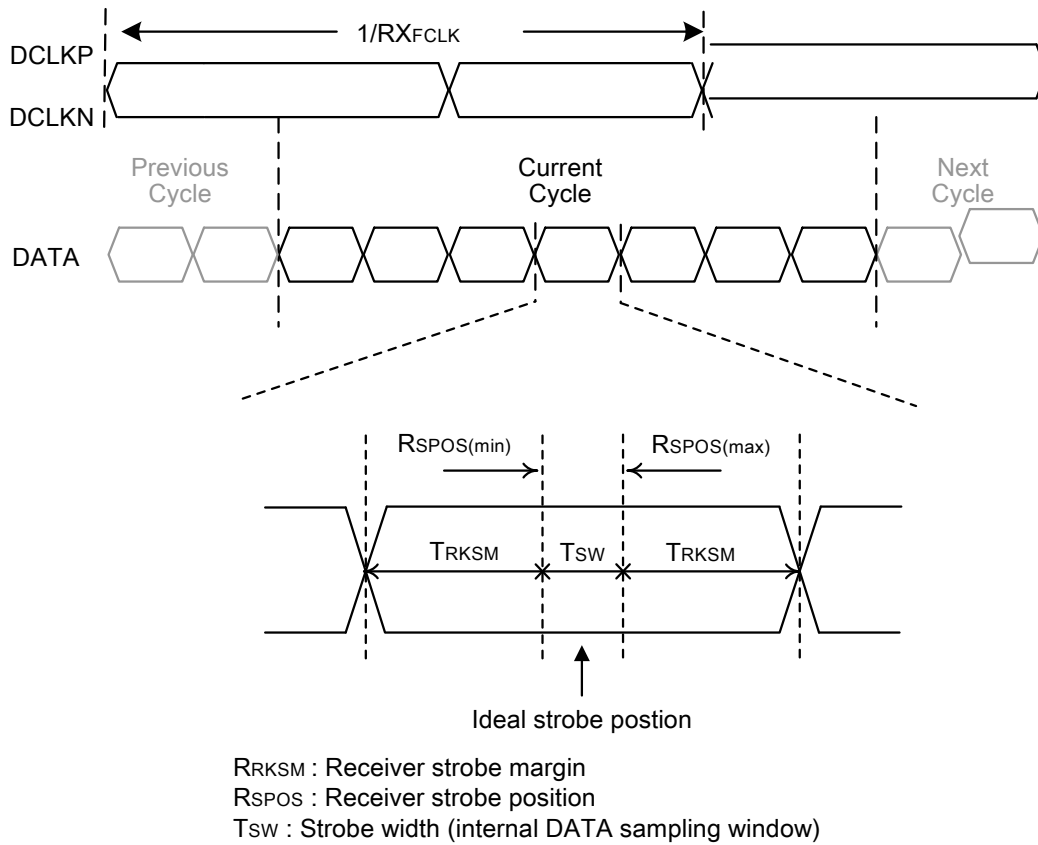 1/RXFCLK
DCLKP
DCLKN
Previous
Cycle
Current
Cycle
Next
Cycle
DATA
RSPOS(min)
RSPOS(max)
TRKSM
TSW
TRKSM
Ideal strobe postion
RRKSM : Receiver strobe margin
RSPOS : Receiver strobe position
TSW : Strobe width (internal DATA sampling window)